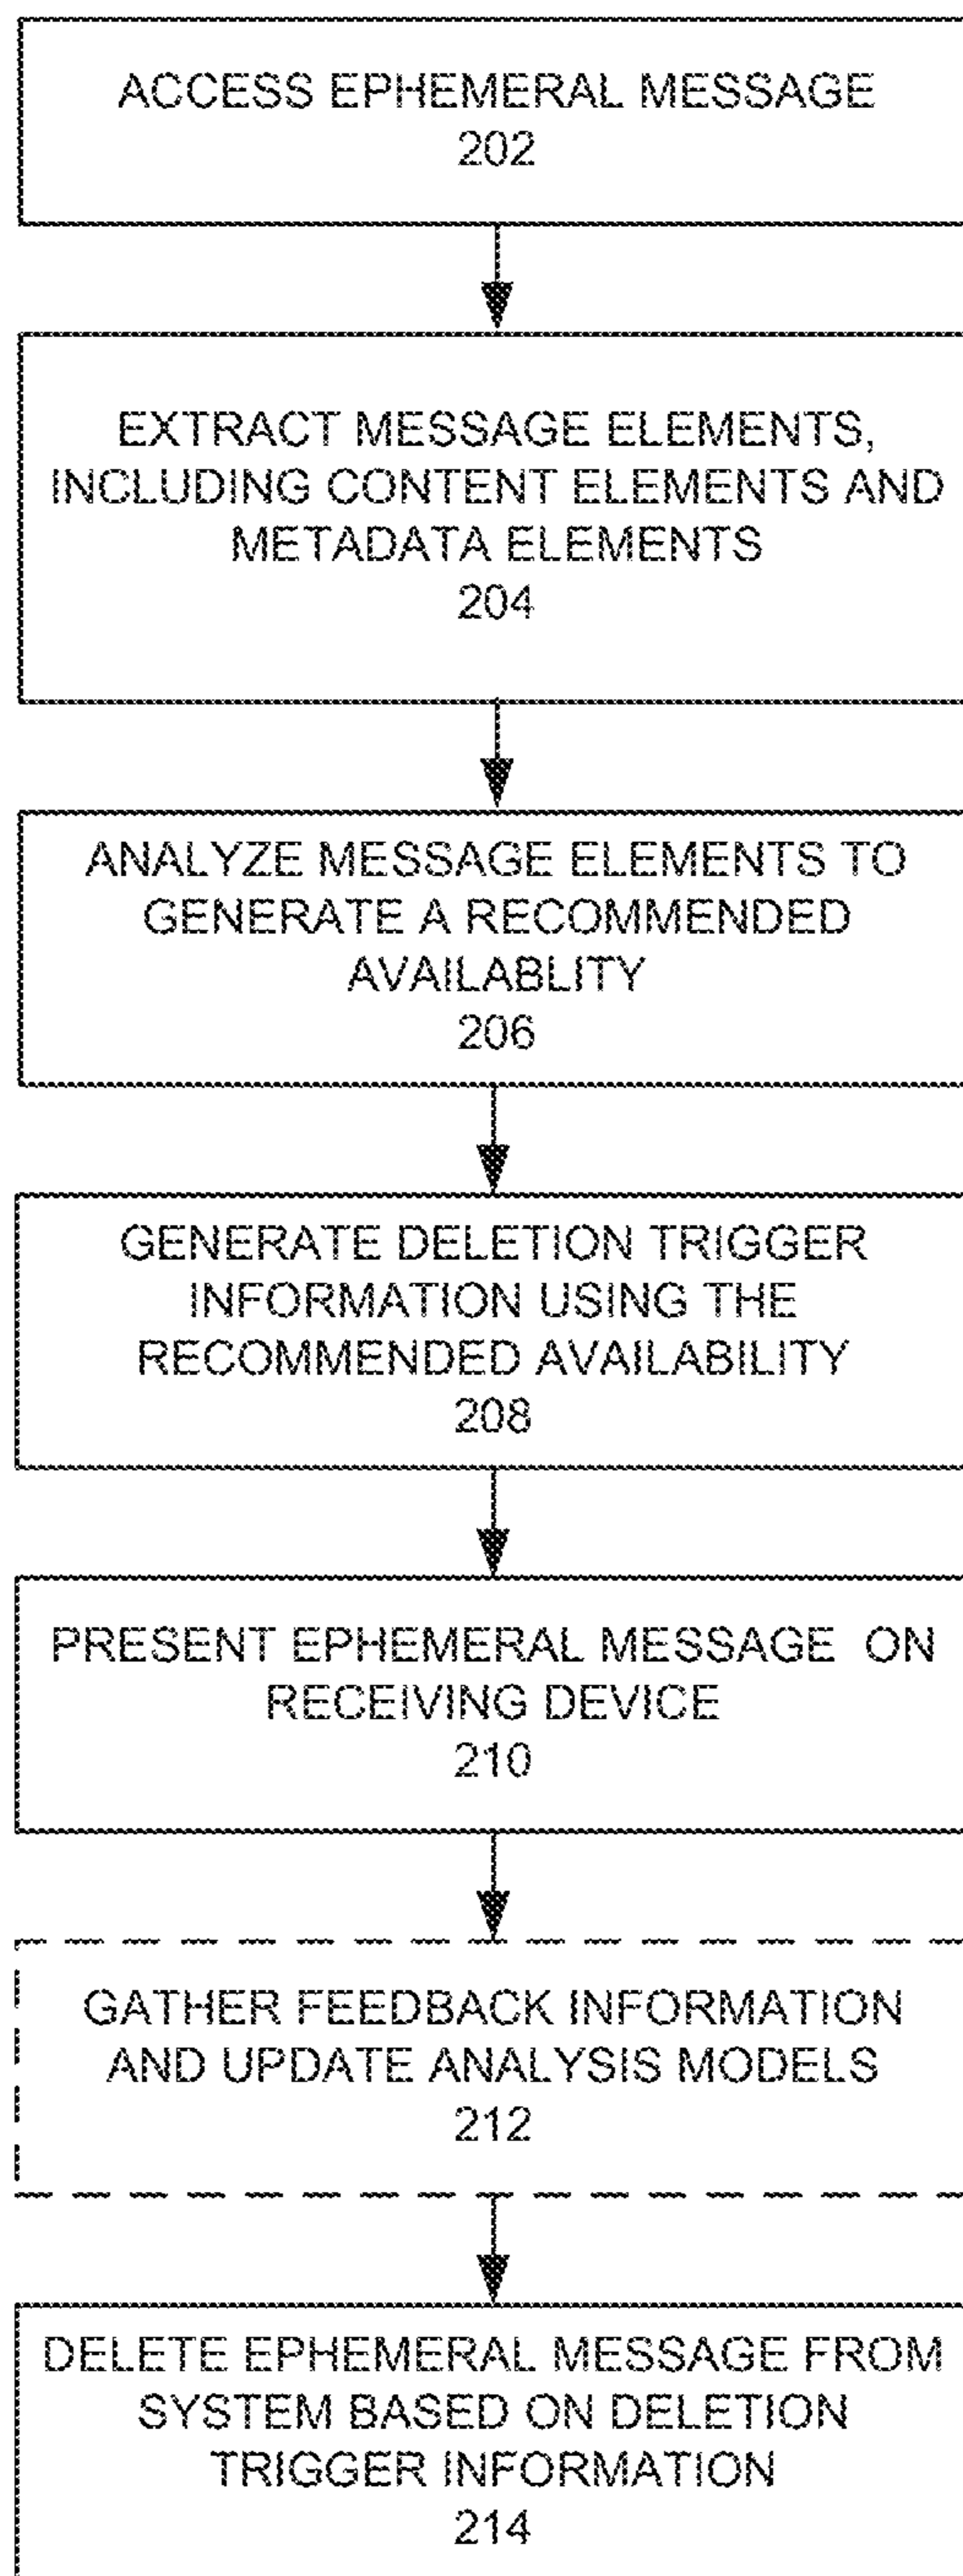 ACCESS EPHEMERAL MESSAGE
202
EXTRACT MESSAGE ELEMENTS,
INCLUDING CONTENT ELEMENTS AND
METADATA ELEMENTS
204
ANALYZE MESSAGE ELEMENTS TO
GENERATE A RECOMMENDED
AVAILABLITY
206
GENERATE DELETION TRIGGER
INFORMATION USING THE
RECOMMENDED AVAILABILITY
208
PRESENT EPHEMERAL MESSAGE ON
RECEIVING DEVICE
210
GATHER FEEDBACK INFORMATION
AND UPDATE ANALYSIS MODELS
212
DELETE EPHEMERAL MESSAGE FROM
SYSTEM BASED ON DELETION
TRIGGER INFORMATION
214